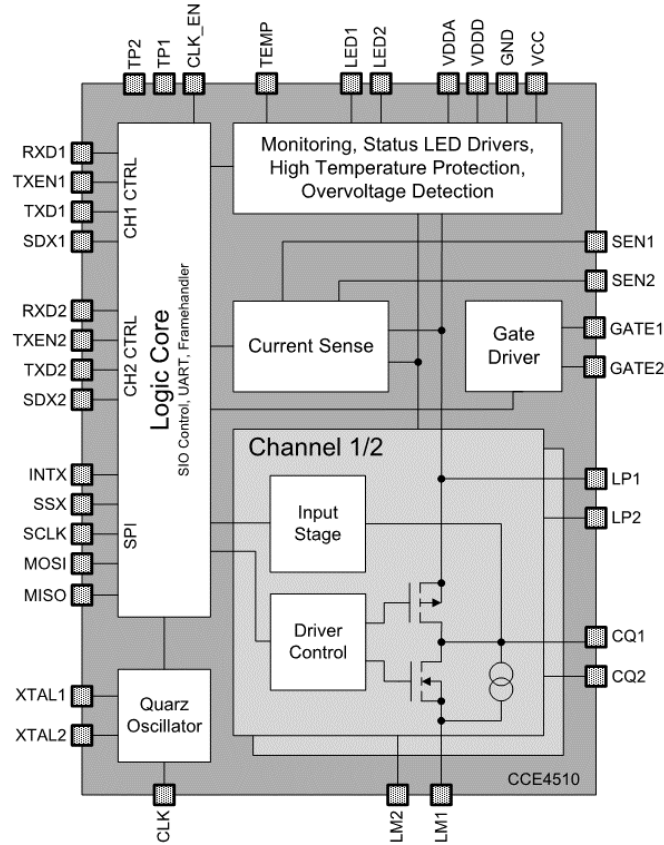 TP2
TP1
CLK_EN
TEMP
LED1
LED2
VDDA
VDDD
GND
VCC
RXD1
TXEN1
TXD1
SDX1
CH1 CTRL
RXD2
TXEN2
TXD2
SDX2
CH2 CTRL
INTX
SSX
SCLK
MOSI
MISO
SPI
Logic Core
SIO Control, UART, Framehandler
Monitoring, Status LED Drivers,
High Temperature Protection,
Overvoltage Detection
SEN1
SEN2
Current Sense
Gate
Driver
GATE1
GATE2
Channel 1/2
Input
Stage
LP1
LP2
Driver
Control
CQ1
CQ2
XTAL1
XTAL2
Quarz
Oscillator
CCE4510
CLK
LM2
LM1